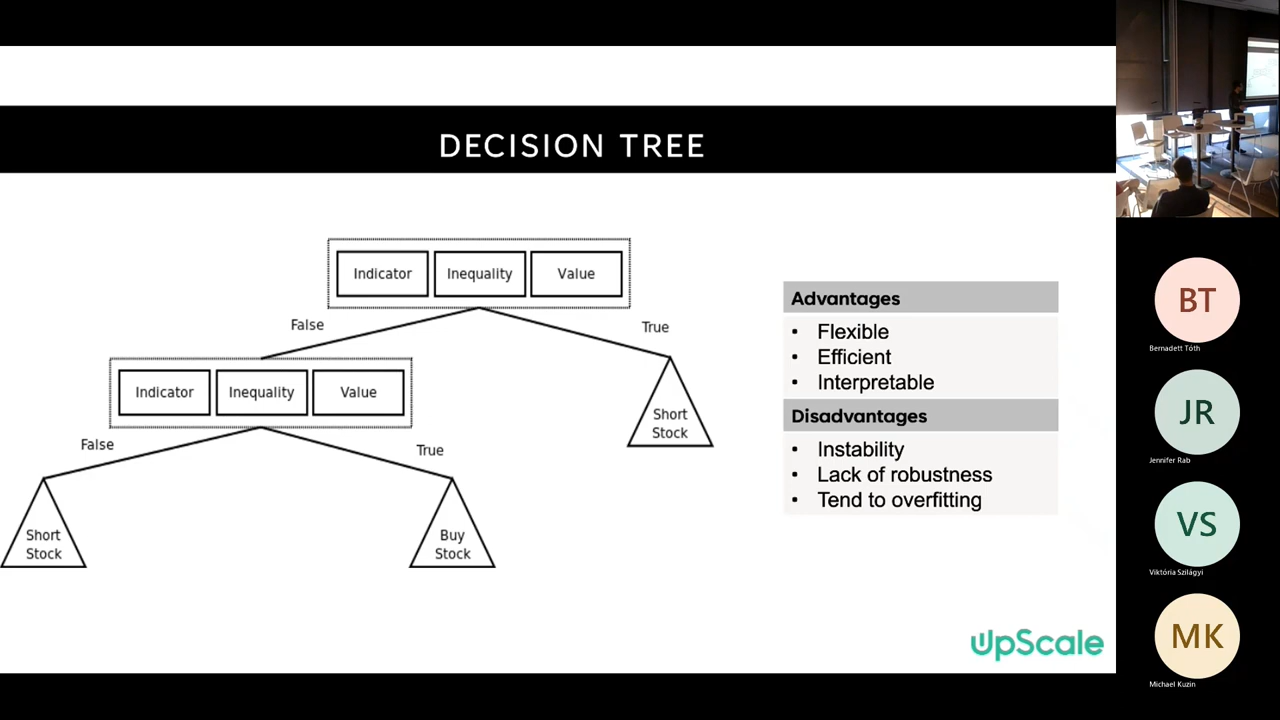 DECISION TREE
Indicator Inequality Value
False True
Indicator Inequality Value
Short
Stock
False True
Short
Stock
Buy
Stock
Advantages
• Flexible
• Efficient
• Interpretable
Disadvantages
• Instability
• Lack of robustness
• Tend to overfitting
UpScale
BT
Bernadett Tóth
JR
Jennifer Rab
VS
Viktória Szilágyi
MK
Michael Kuzin